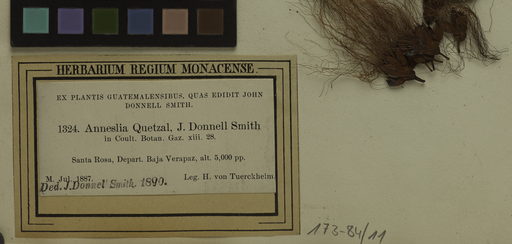 HERBARIUM REGIUM MONACENSE.
EX PLANTIS GUATEMALENSIBUS, QUAS EDIDIT JOHN
DONNELL SMITH.
1324. Anneslia Quetzal, J. Donnell Smith
in Coult. Botan. Gaz. xiii. 28.
Santa Rosa, Depart. Baja Verapaz, alt. 5,000 pp.
M. Jul. 1887. Leg. H. von Tuerckheim.
Ded. J. Donnell Smith. 1890.
173-84/11